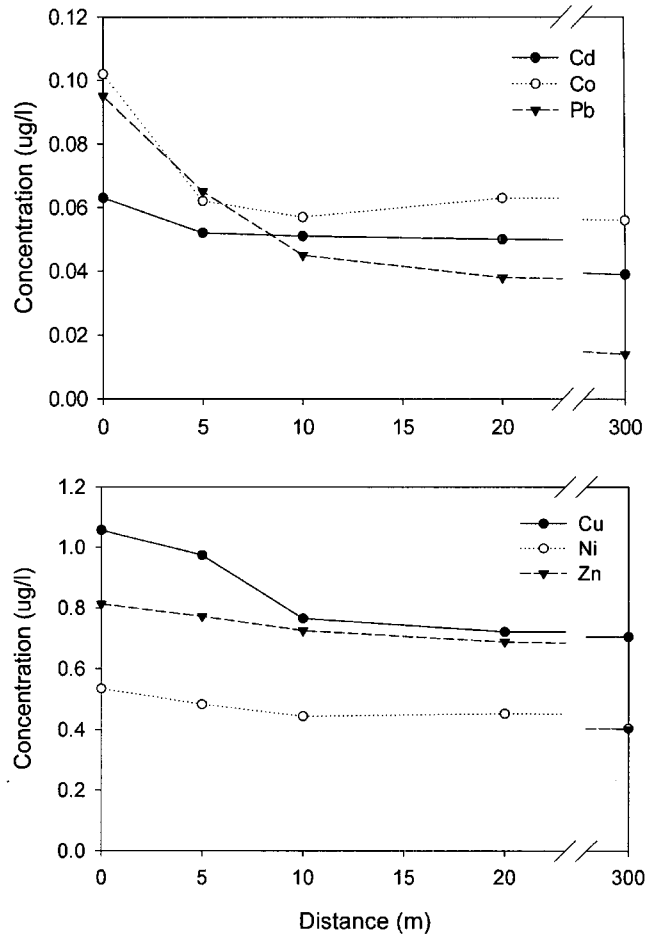 0.12
0.10
0.08
0.06
0.04
0.02
0.00
Concentration (ug/l)
Cd
Co
Pb
0 5 10 15 20 300
1.2
1.0
0.8
0.6
0.4
0.2
0.0
Concentration (ug/l)
Cu
Ni
Zn
0 5 10 15 20 300
Distance (m)